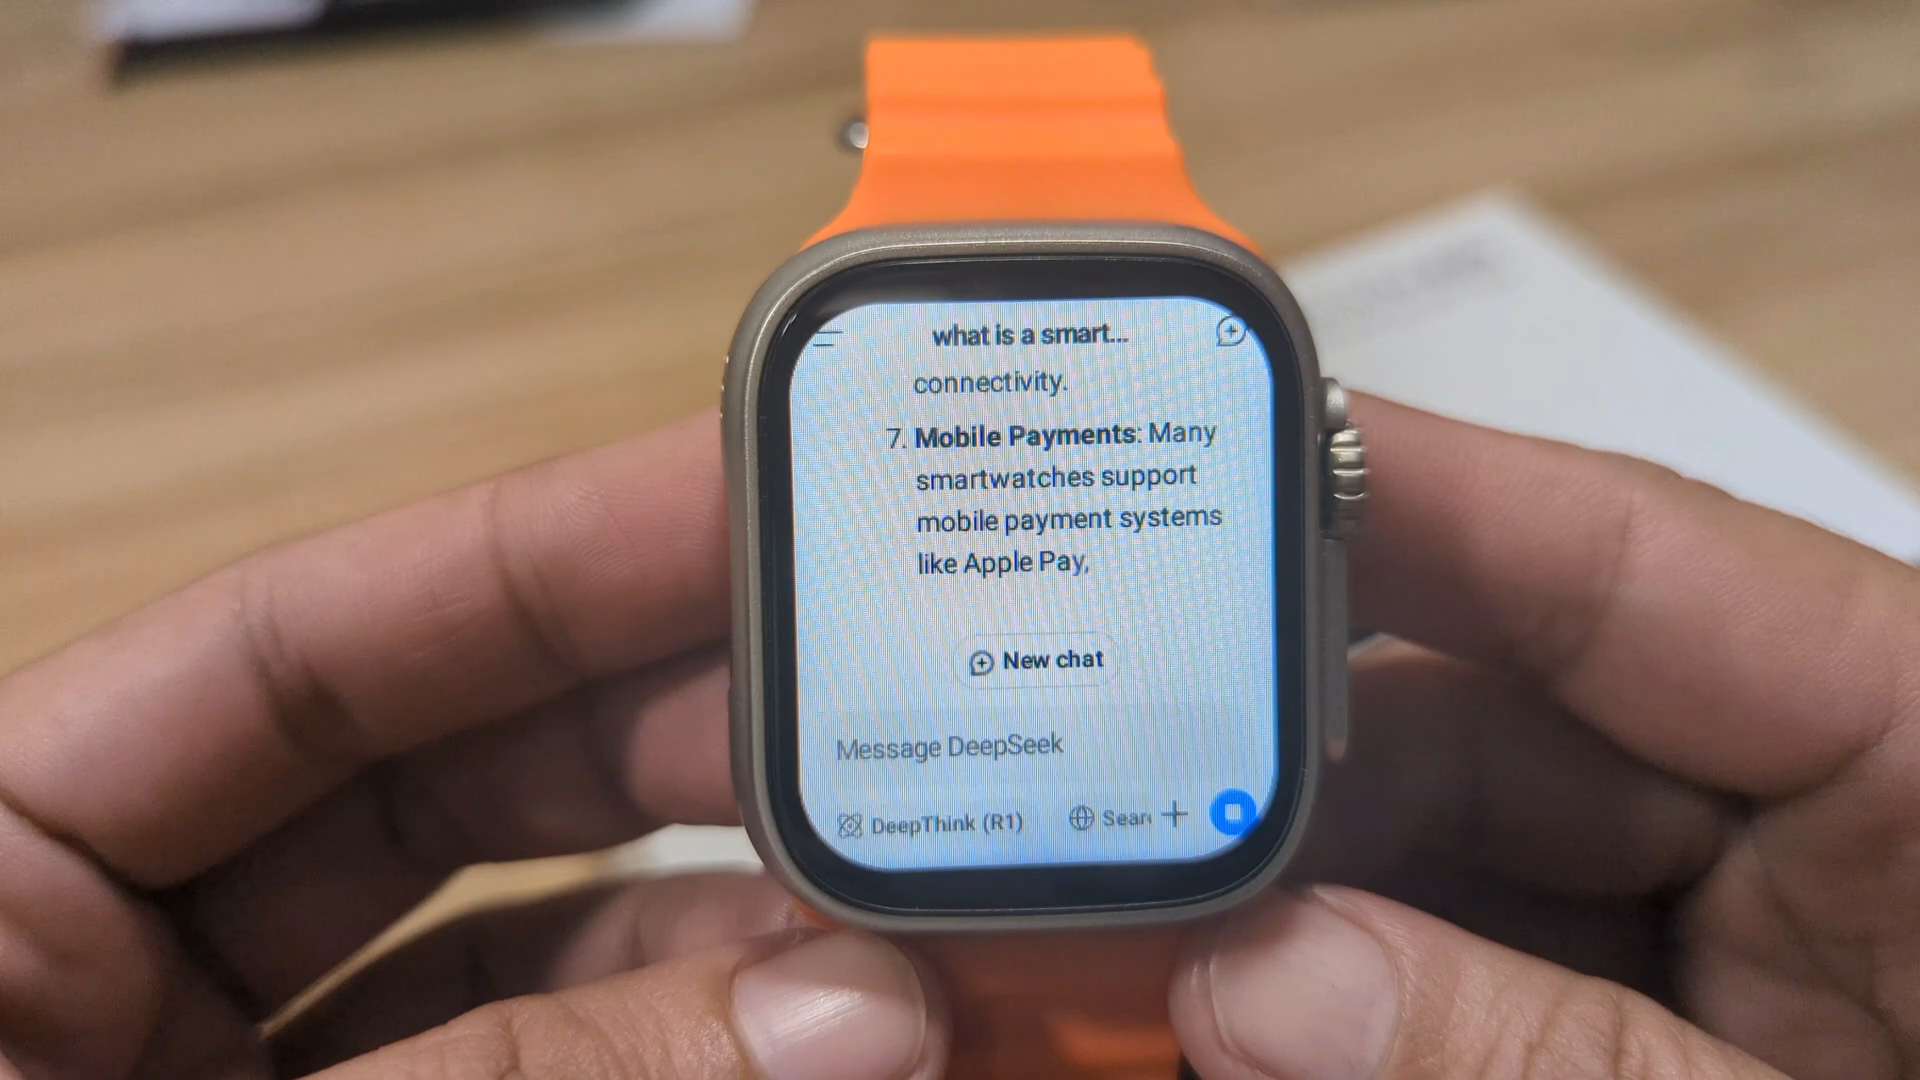 what is a smart...
connectivity.
7. Mobile Payments: Many
smartwatches support
mobile payment systems
like Apple Pay,
New chat
Message DeepSeek
DeepThink (R1)
Sear